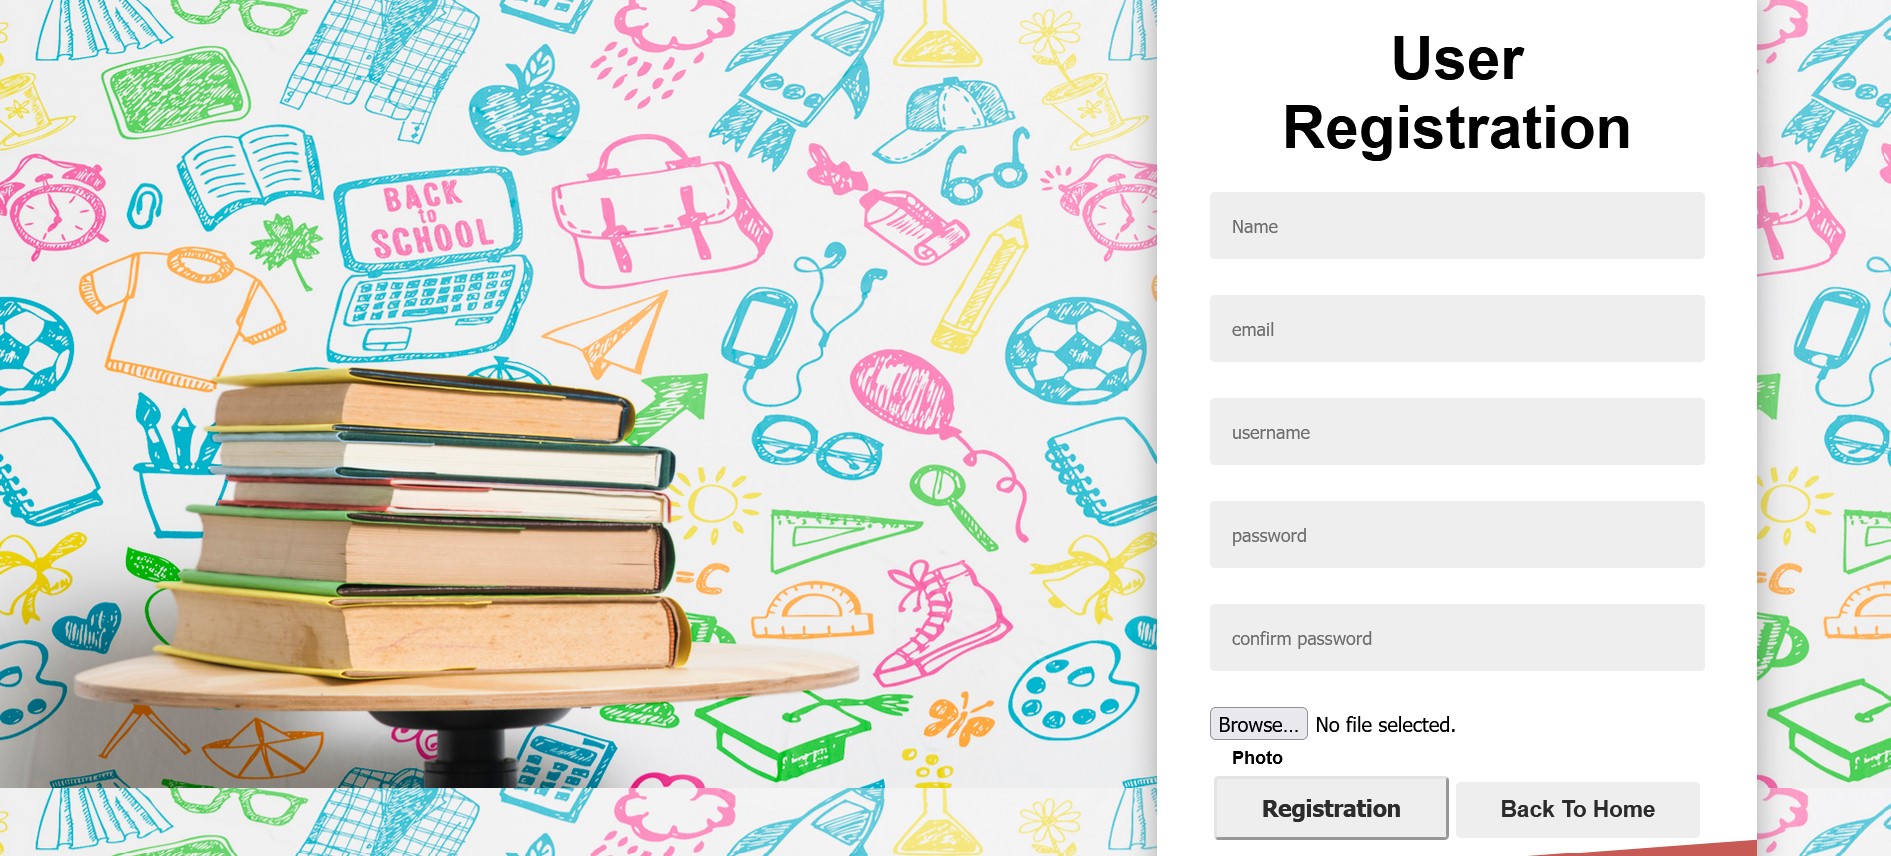 BACK
to
SCHOOL
=C
User
Registration
Name
email
username
password
confirm password
Browse... No file selected.
Photo
Registration
Back To Home
=C